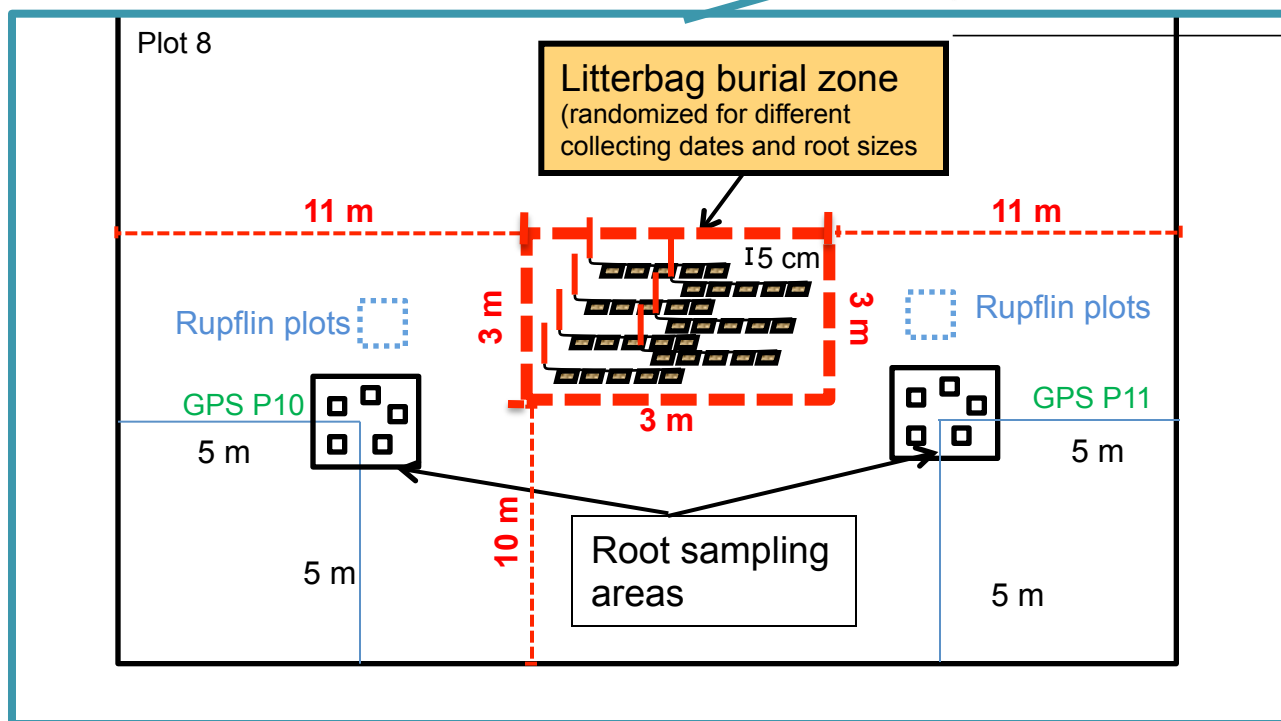 Plot 8
Litterbag burial zone
(randomized for different
collecting dates and root sizes
11 m
11 m
5 cm
3 m
3 m
Rupflin plots
Rupflin plots
3 m
GPS P10
GPS P11
5 m
5 m
10 m
Root sampling
areas
5 m
5 m